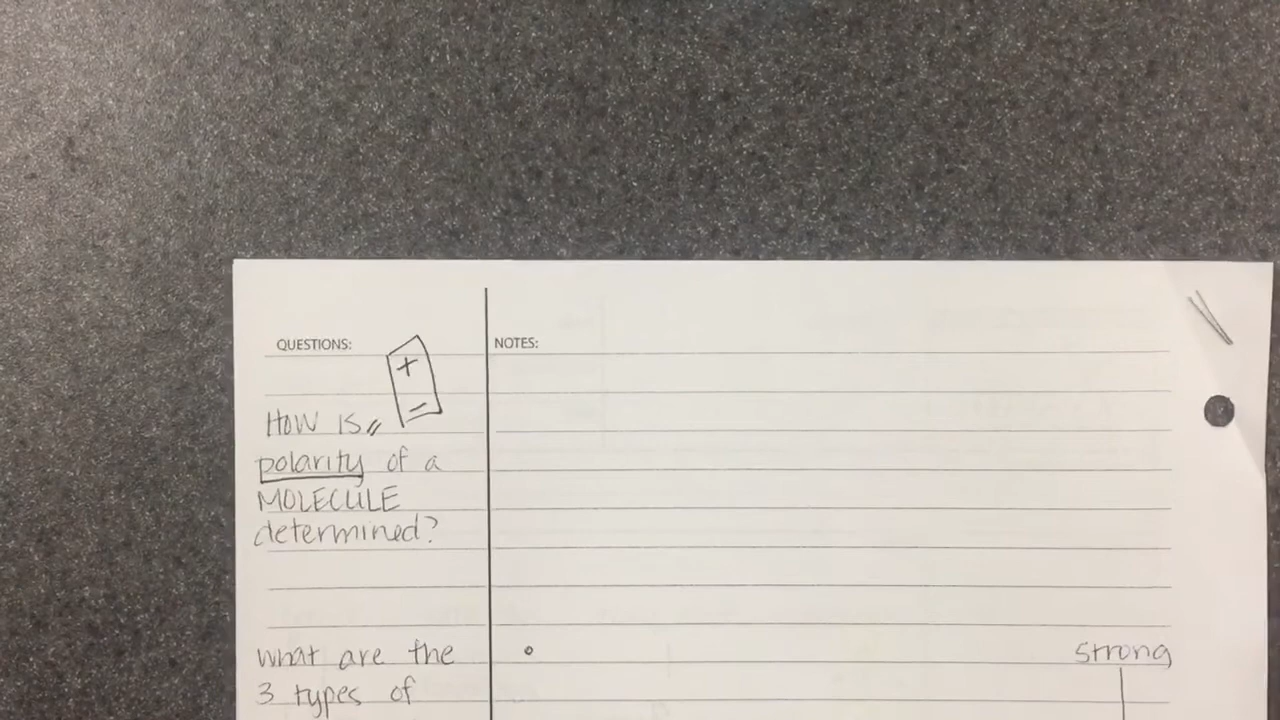 QUESTIONS:
NOTES:
+
-
How is
polarity of a
MOLECULE
determined?
what are the
strong
3 types of